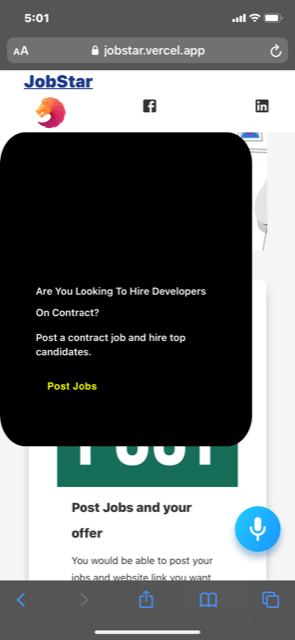 5:01
AA jobstar.vercel.app
JobStar
Are You Looking To Hire Developers
On Contract?
Post a contract job and hire top
candidates.
Post Jobs
Post Jobs and your
offer
You would be able to post your
jobs and website link you want